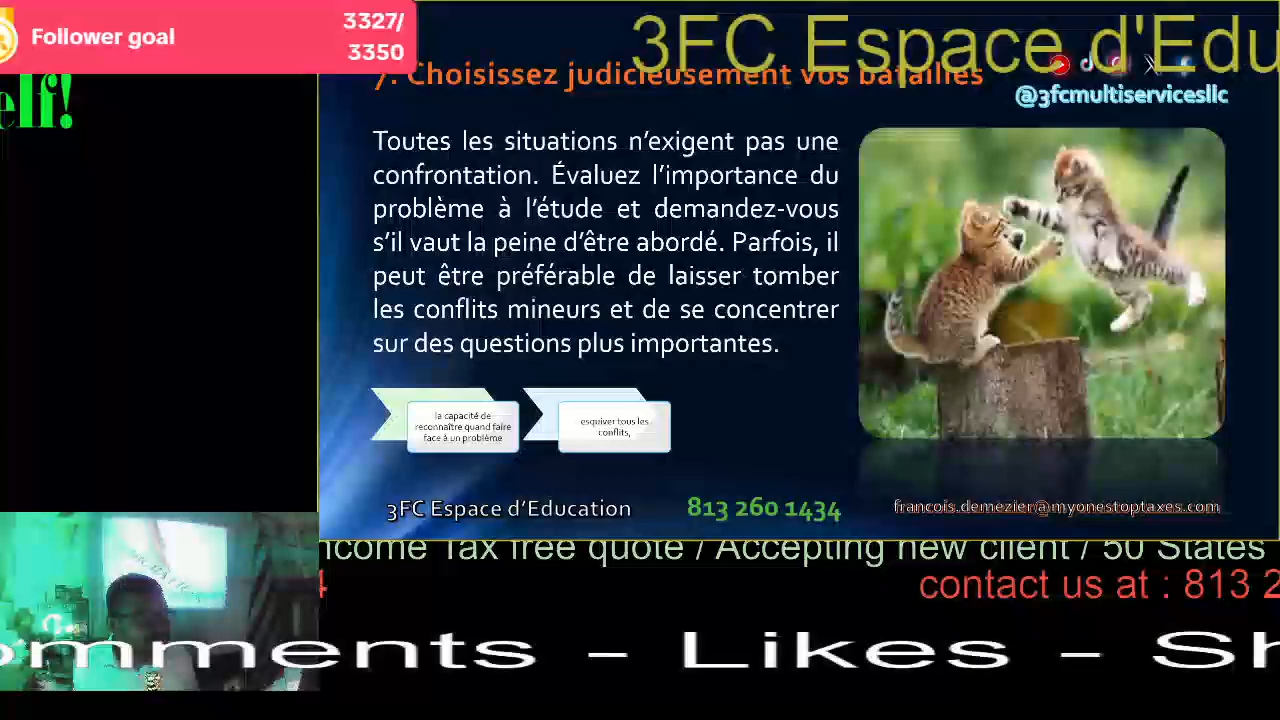 Follower goal
3327/
3350
elf!
3FC Espace d'Edu
7. Choisissez judicieusement vos batailles
@3fcmultiservicesllc
Toutes les situations n’exigent pas une
confrontation. Évaluez l’importance du
problème à l’étude et demandez-vous
s’il vaut la peine d’être abordé. Parfois, il
peut être préférable de laisser tomber
les conflits mineurs et de se concentrer
sur des questions plus importantes.
la capacité de
reconnaître quand faire
face à un problème
esquiver tous les
conflits,
3FC Espace d’Education
813 260 1434
francois.demezier@myonestoptaxes.com
ncome Tax free quote / Accepting new client / 50 States
4
contact us at : 813 2
omments - Likes - Sh